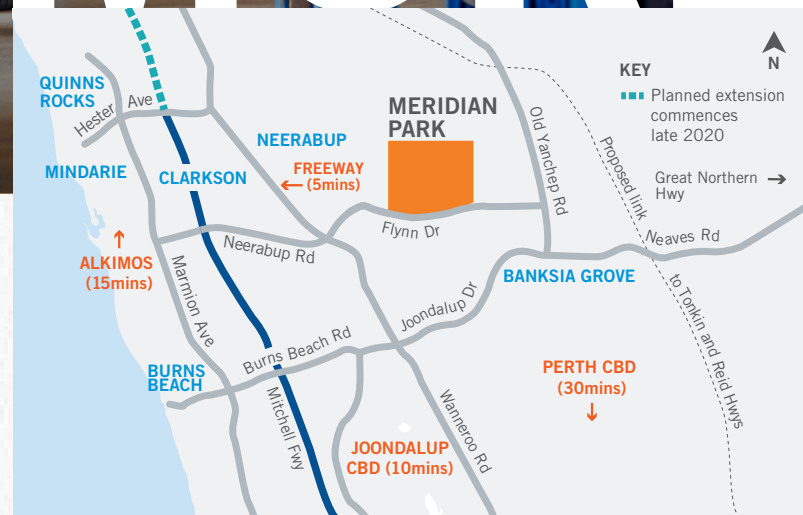 N
KEY
Planned extension
commences
late 2020
Great Northern
Hwy
QUINNS
ROCKS
Hester Ave
MERIDIAN
PARK
NEERABUP
FREEWAY
(5mins)
Old Yanchep Rd
Proposed link
MINDARIE
CLARKSON
Flynn Dr
Neaves Rd
Neerabup Rd
ALKIMOS
(15mins)
BANKSIA GROVE
to Tonkin and Reid Hwys
Marmion Ave
Joondalup Dr
Burns Beach Rd
BURNS
BEACH
PERTH CBD
(30mins)
Mitchell Fwy
Wanneroo Rd
JOONDALUP
CBD (10mins)